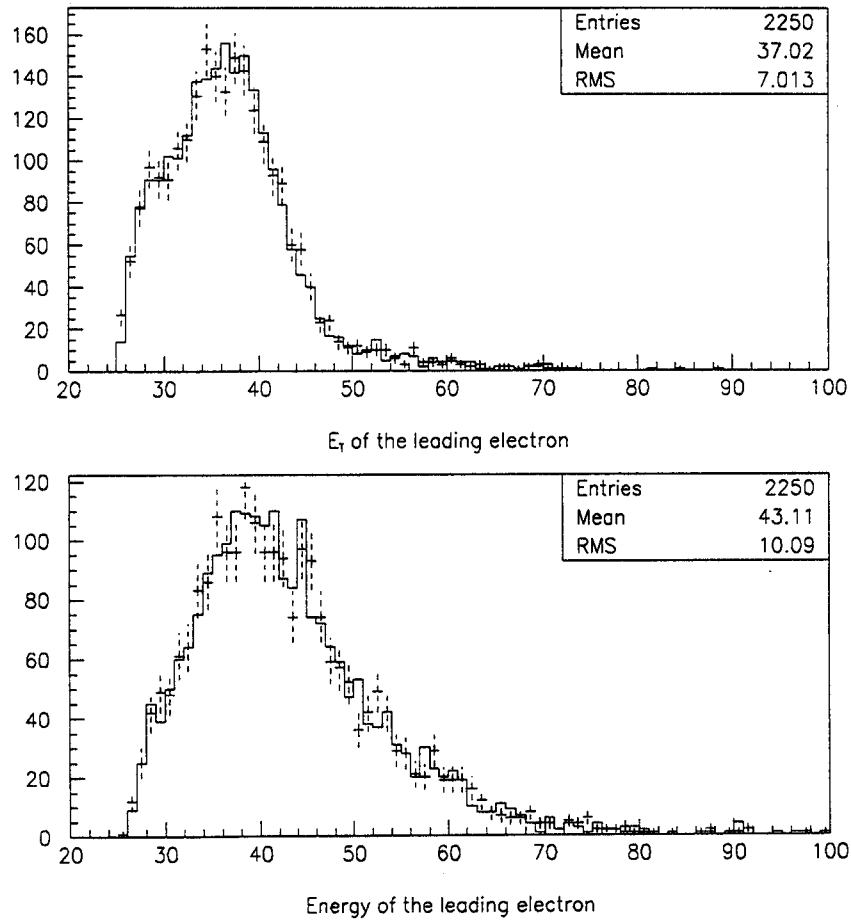 160
140
120
100
80
60
40
20
0
Entries 2250
Mean 37.02
RMS 7.013
20 30 40 50 60 70 80 90 100
E_T of the leading electron
120
100
80
60
40
20
0
Entries 2250
Mean 43.11
RMS 10.09
20 30 40 50 60 70 80 90 100
Energy of the leading electron